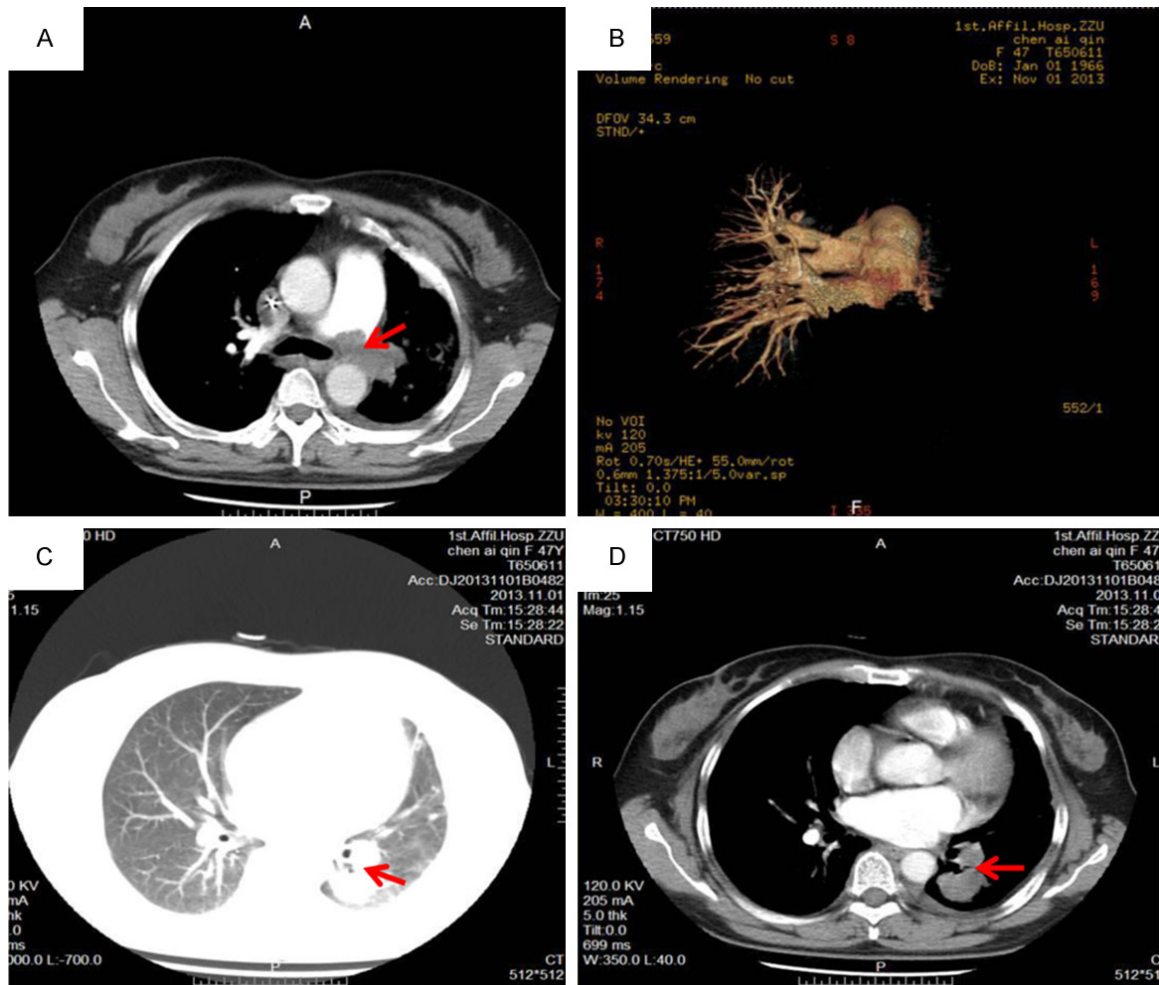 A
A
P
B
659
S 8
1st.Affil.Hosp.ZZU
chen ai qin
F 47 T650611
DoB: Jan 01 1966
Ex: Nov 01 2013
c
Volume Rendering No cut
DFOV 34.3 cm
STND/+
R
1
7
4
L
1
6
9
552/1
No VOI
kv 120
mA 205
Rot 0.70s/HE+ 55.0mm/rot
0.6mm 1.375:1/5.0var.sp
Tilt: 0.0
03:30:10 PM
W = 400 L = 40
F
C
0 HD
A
1st.Affil.Hosp.ZZU
chen ai qin F 47Y
T650611
Acc:DJ20131101B0482
2013.11.01
Acq Tm:15:28:44
Se Tm:15:28:22
STANDARD
1.15
L
.0 KV
mA
thk
.0
ms
000.0 L:-700.0
P
CT
512*512
D
CT750 HD
A
1st.Affil.Hosp.ZZU
chen ai qin F 47
T65061
Acc:DJ20131101B048
2013.11.0
Acq Tm:15:28:4
Se Tm:15:28:2
STANDARD
Im:25
Mag:1.15
R
L
120.0 KV
205 mA
5.0 thk
Tilt:0.0
699 ms
W:350.0 L:40.0
P
512*51